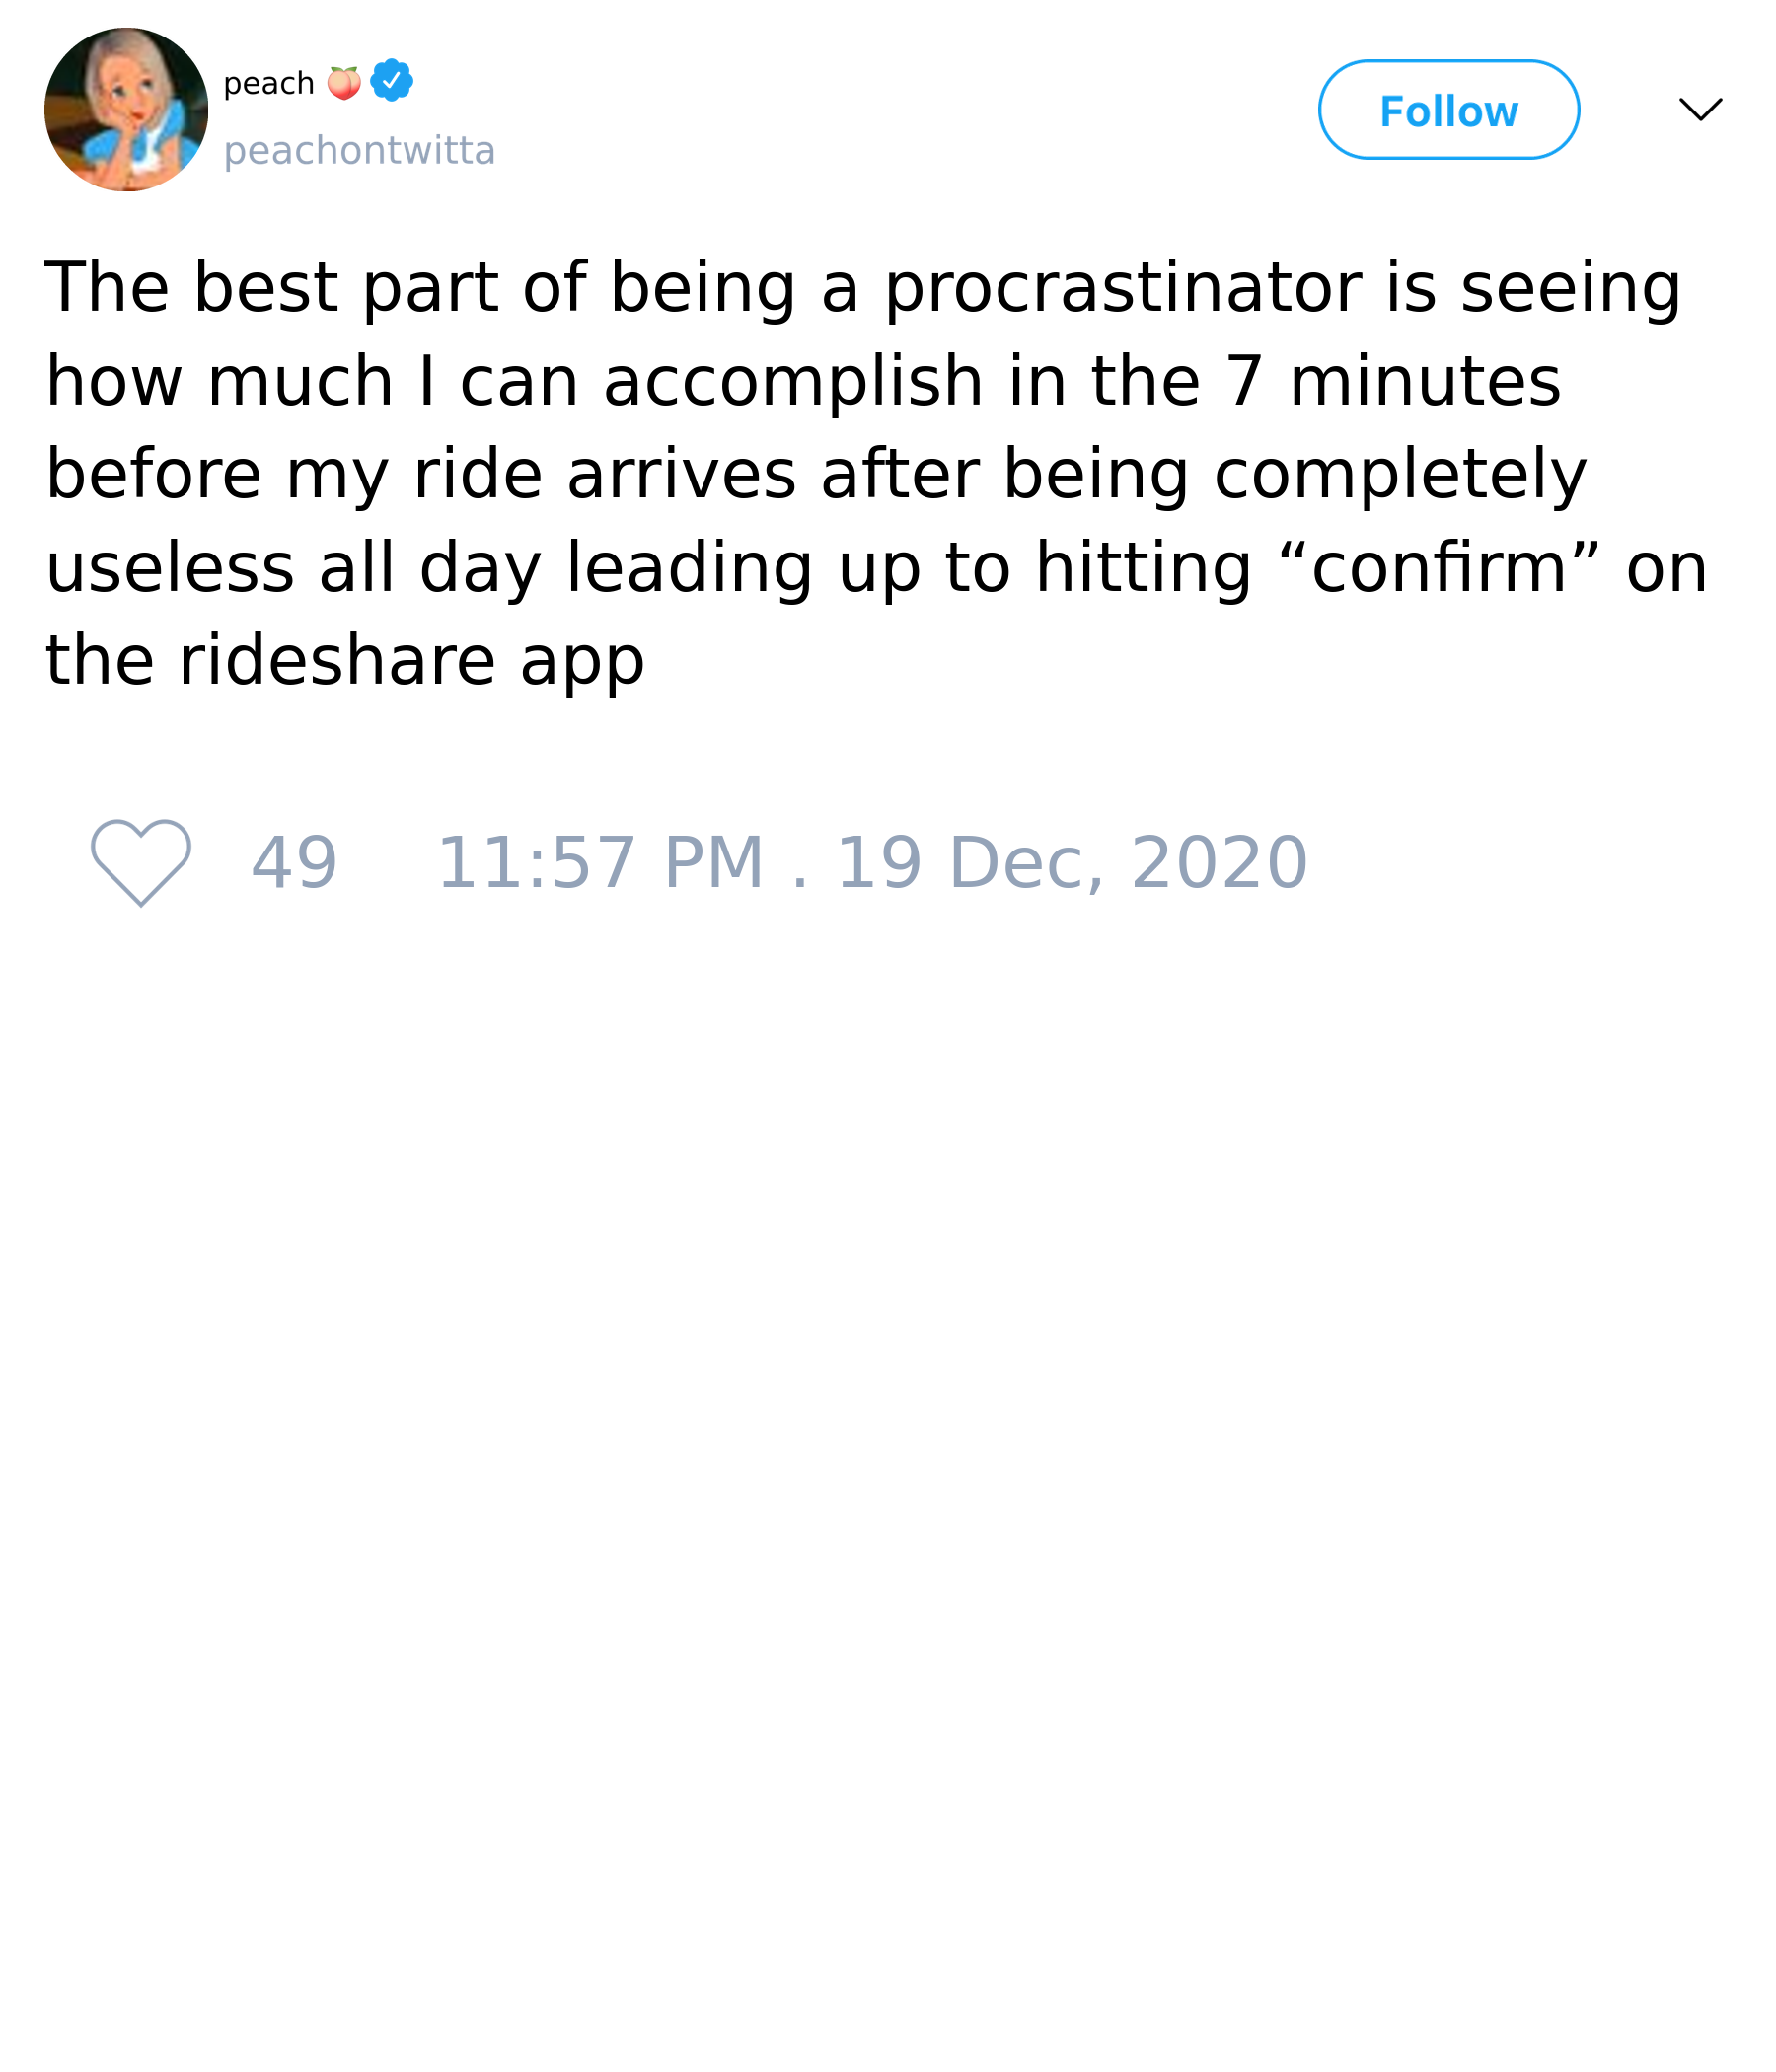 peach 🍑
peachontwitta
Follow
The best part of being a procrastinator is seeing
how much I can accomplish in the 7 minutes
before my ride arrives after being completely
useless all day leading up to hitting “confirm” on
the rideshare app
49 11:57 PM . 19 Dec, 2020